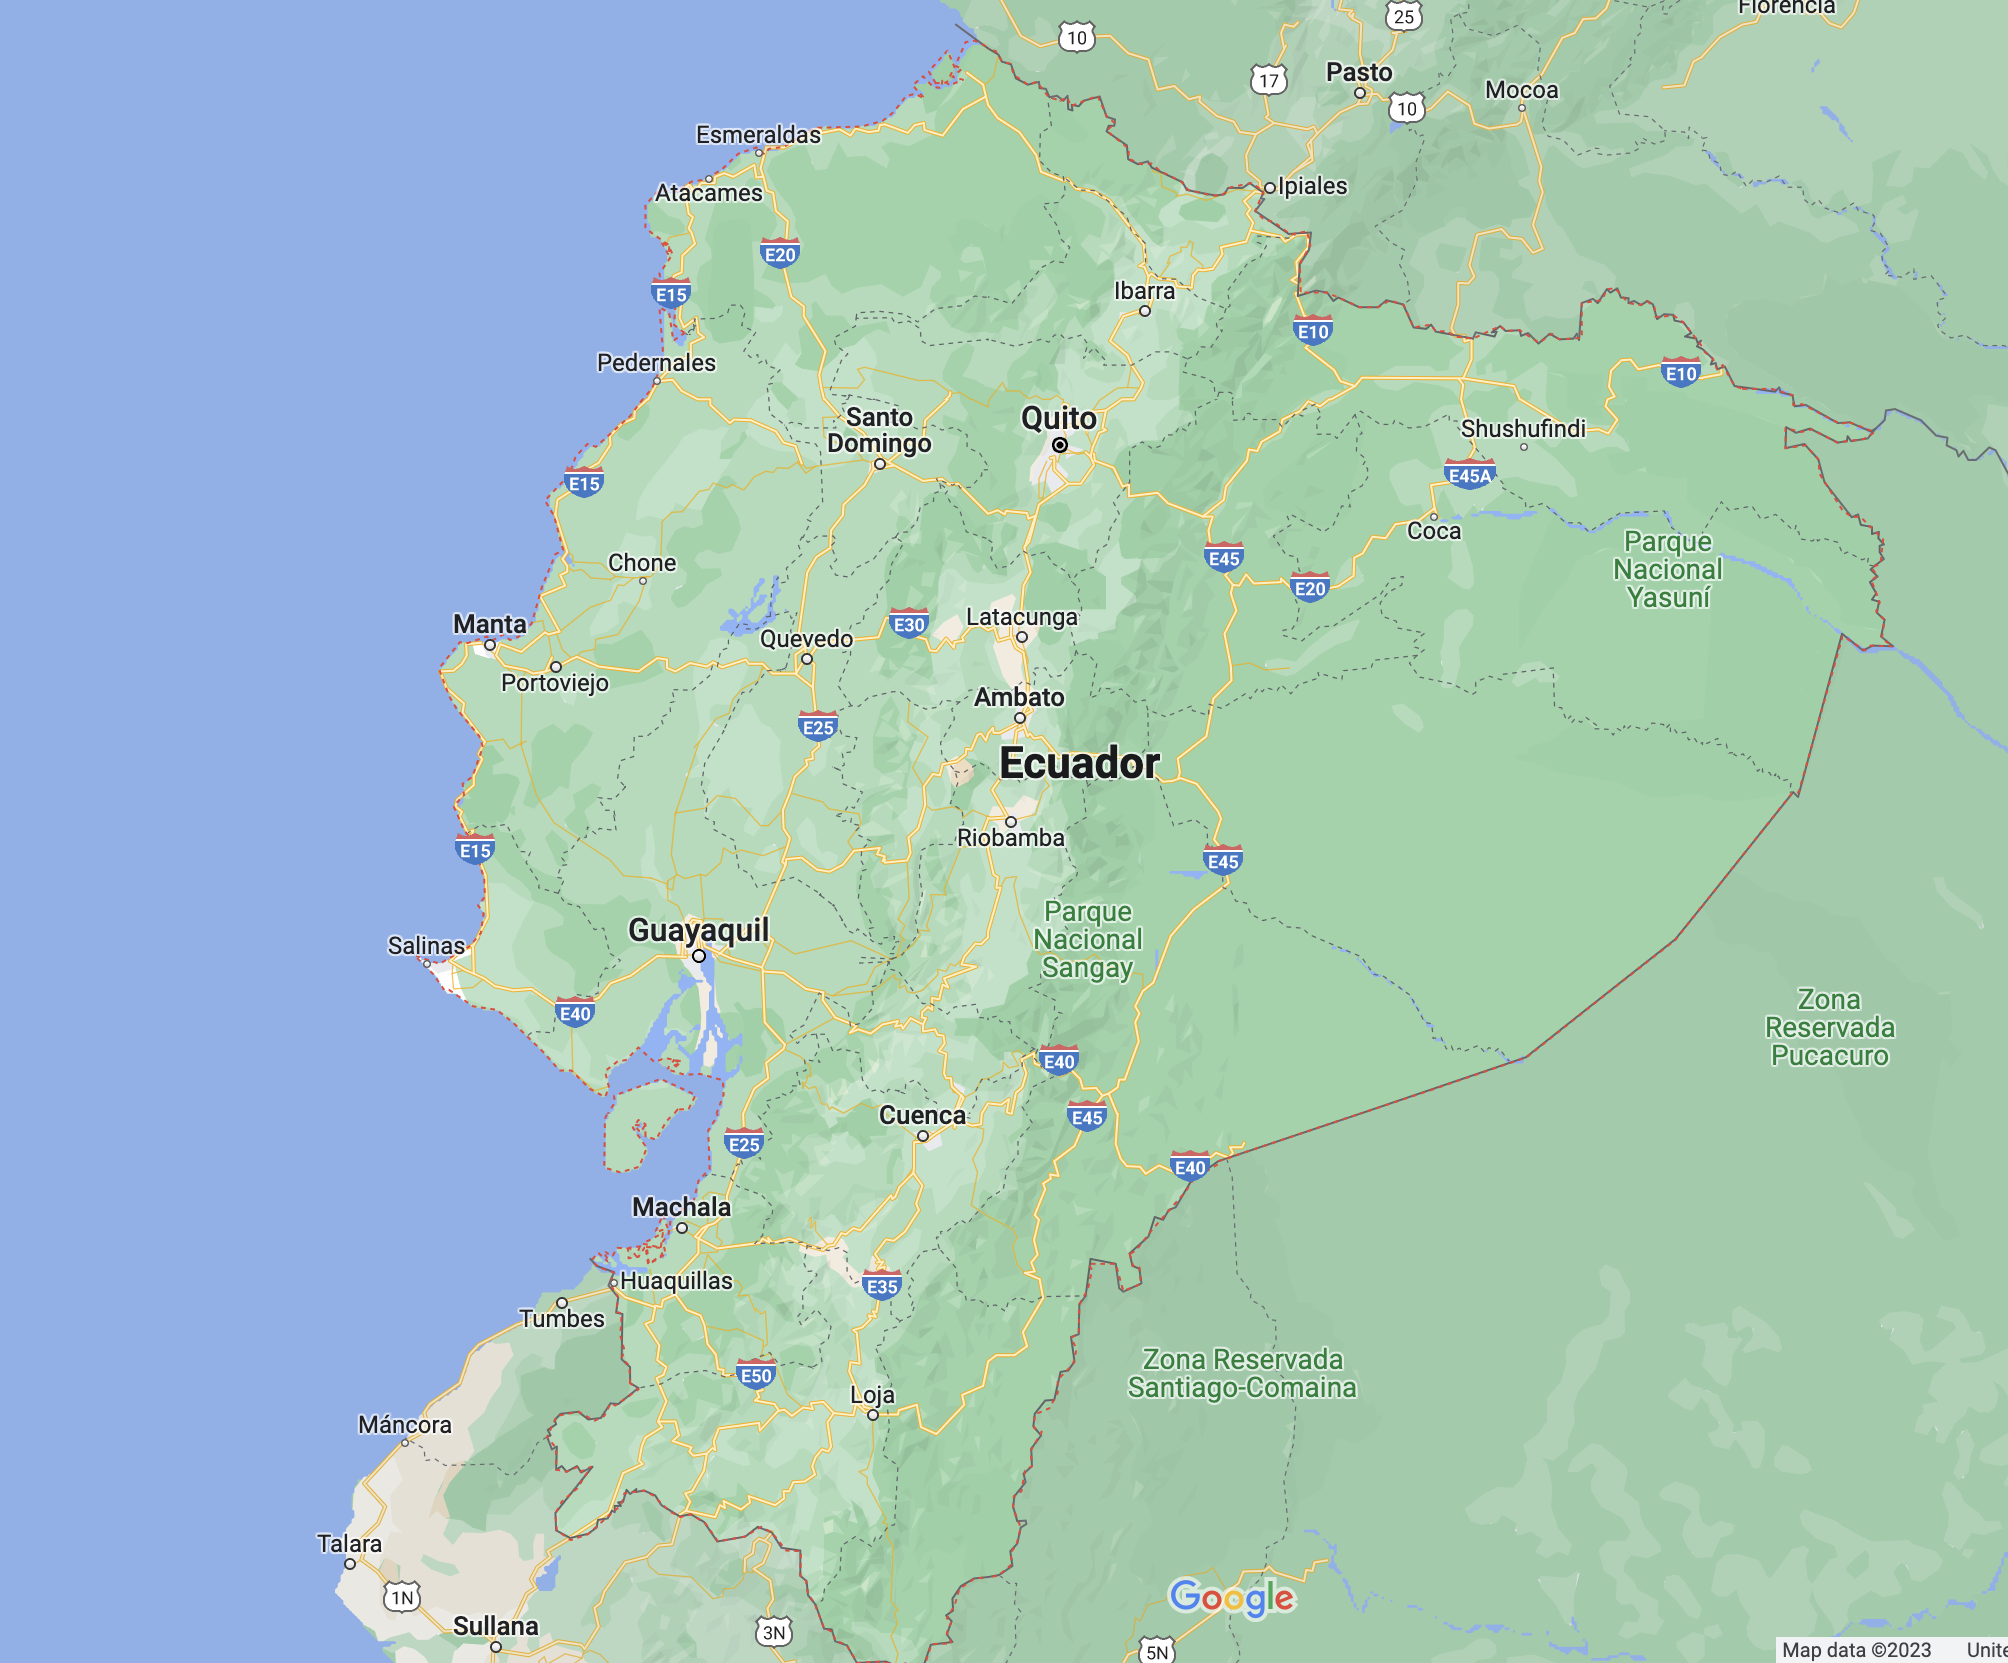 Florencia
25
10
17
Pasto
10
Mocoa
Esmeraldas
Atacames
Ipiales
E20
E15
Ibarra
E10
Pedernales
E10
Santo
Domingo
Quito
Shushufindi
E45A
E15
Coca
Parque
Nacional
Yasuní
E45
E20
Chone
Manta
E30
Latacunga
Quevedo
Portoviejo
Ambato
E25
Ecuador
Riobamba
E15
E45
Parque
Nacional
Sangay
Guayaquil
Salinas
E40
Zona
Reservada
Pucacuro
E40
Cuenca
E45
E25
E40
Machala
Huaquillas
E35
Tumbes
E50
Zona Reservada
Santiago-Comaina
Loja
Máncora
Talara
1N
Sullana
3N
Google
5N
Map data ©2023 Unite